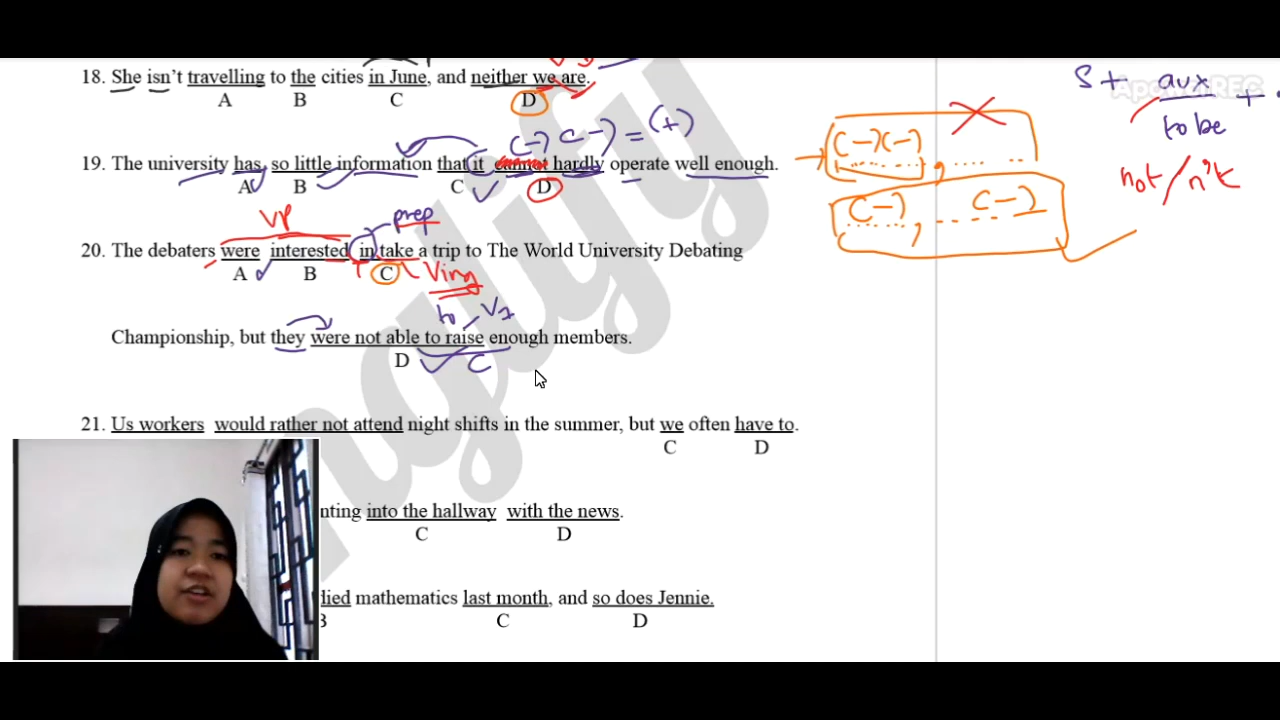 18. She isn't travelling to the cities in June, and neither we are.
A B C D
S + aux +
to be
not / n't
(-) (-) = (+)
(-)(-)
19. The university has so little information that it cannot hardly operate well enough.
A B C D
(-) , (-)
VP prep
20. The debaters were interested in take a trip to The World University Debating
A B C Ving
to V1
Championship, but they were not able to raise enough members.
D C
21. Us workers would rather not attend night shifts in the summer, but we often have to.
C D
nting into the hallway with the news.
C D
died mathematics last month, and so does Jennie.
C D